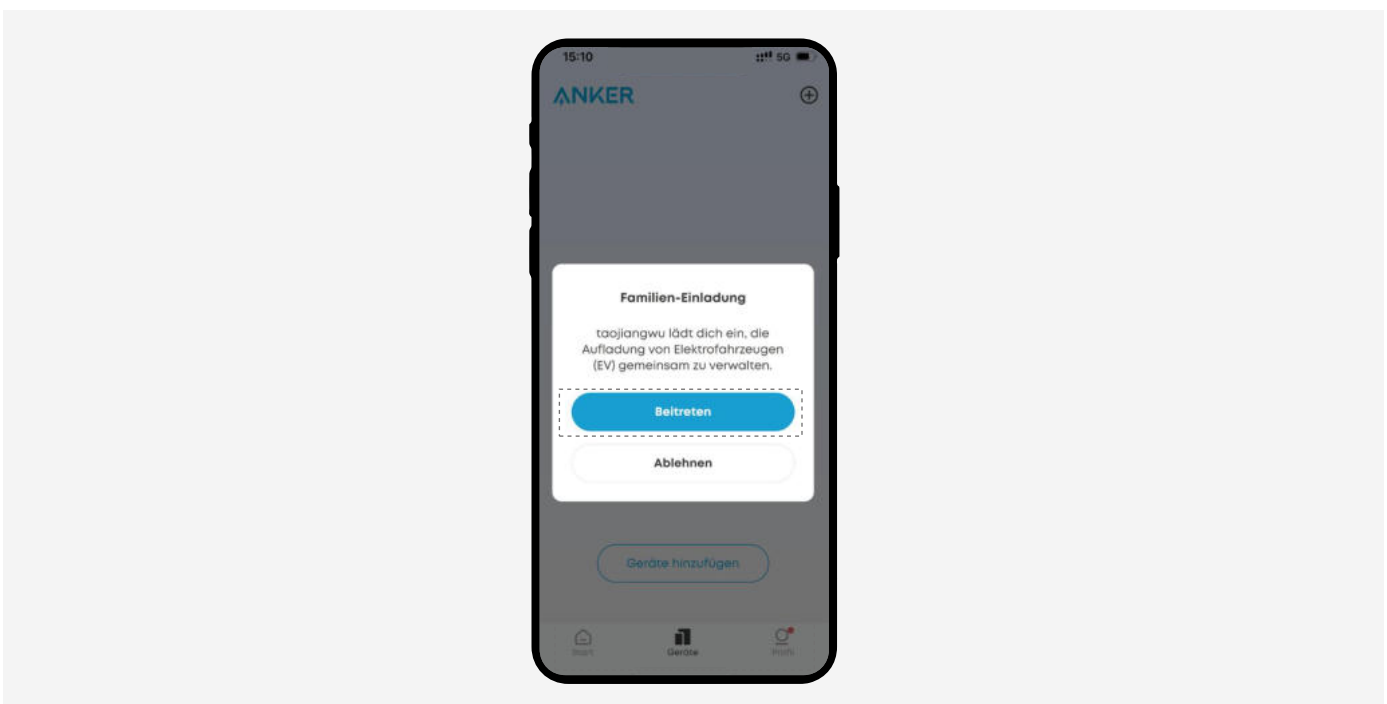 15:10
5G
ANKER
Familien-Einladung
taojiangwu lädt dich ein, die
Aufladung von Elektrofahrzeugen
(EV) gemeinsam zu verwalten.
Beitreten
Ablehnen
Geräte hinzufügen
Start
Geräte
Profil